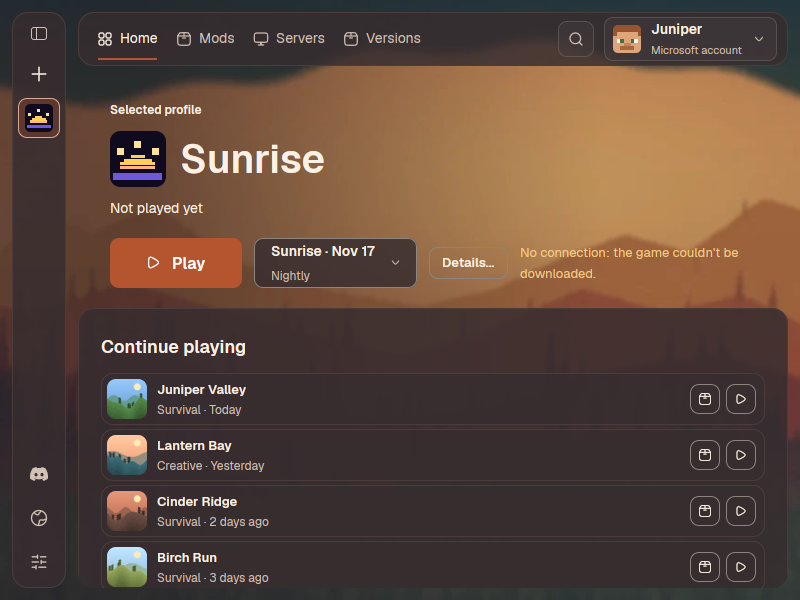 Home
Mods
Servers
Versions
Juniper
Microsoft account
Selected profile
Sunrise
Not played yet
Play
Sunrise · Nov 17
Nightly
Details...
No connection: the game couldn't be
downloaded.
Continue playing
Juniper Valley
Survival · Today
Lantern Bay
Creative · Yesterday
Cinder Ridge
Survival · 2 days ago
Birch Run
Survival · 3 days ago